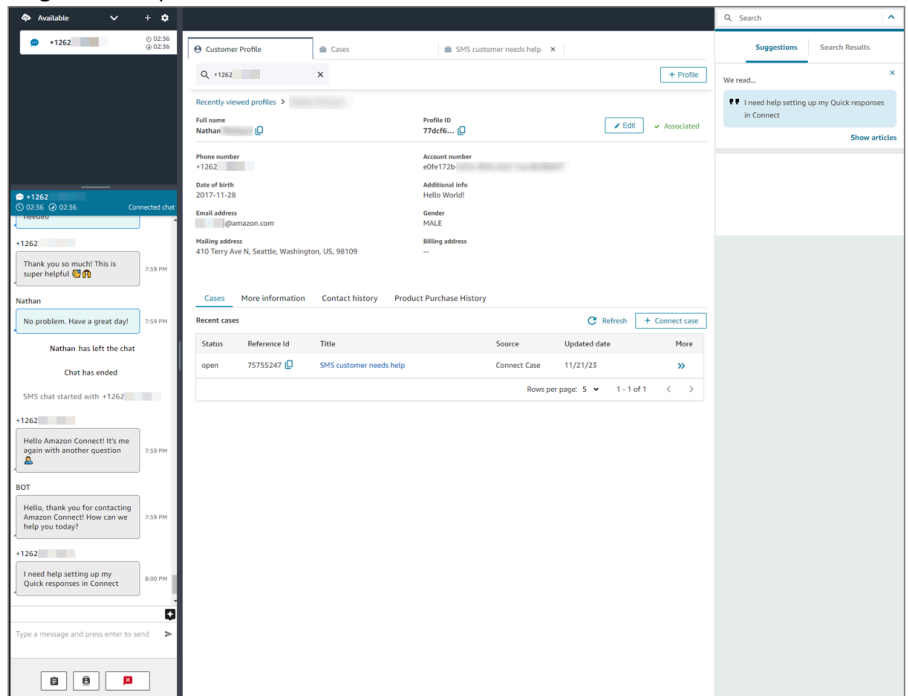 Available
+1262
02:36
02:36
+1262
02:36 02:36 Connected chat
needed
+1262
Thank you so much! This is
super helpful
7:59 PM
Nathan
No problem. Have a great day!
7:59 PM
Nathan has left the chat
Chat has ended
SMS chat started with +1262
+1262
Hello Amazon Connect! It's me
again with another question
7:59 PM
BOT
Hello, thank you for contacting
Amazon Connect! How can we
help you today?
7:59 PM
+1262
I need help setting up my
Quick responses in Connect
8:00 PM
Type a message and press enter to send
Customer Profile
Cases
SMS customer needs help
+1262
+ Profile
Recently viewed profiles >
Full name
Nathan
Profile ID
77dcf6...
Edit
Associated
Phone number
+1262
Account number
e0fe172b
Date of birth
2017-11-28
Additional info
Hello World!
Email address
@amazon.com
Gender
MALE
Mailing address
410 Terry Ave N, Seattle, Washington, US, 98109
Billing address
--
Cases More information Contact history Product Purchase History
Recent cases
Refresh
+ Connect case
Status Reference Id Title Source Updated date More
open 75755247 SMS customer needs help Connect Case 11/21/23
Rows per page: 5 1 - 1 of 1
Search
Suggestions Search Results
We read...
I need help setting up my Quick responses
in Connect
Show articles